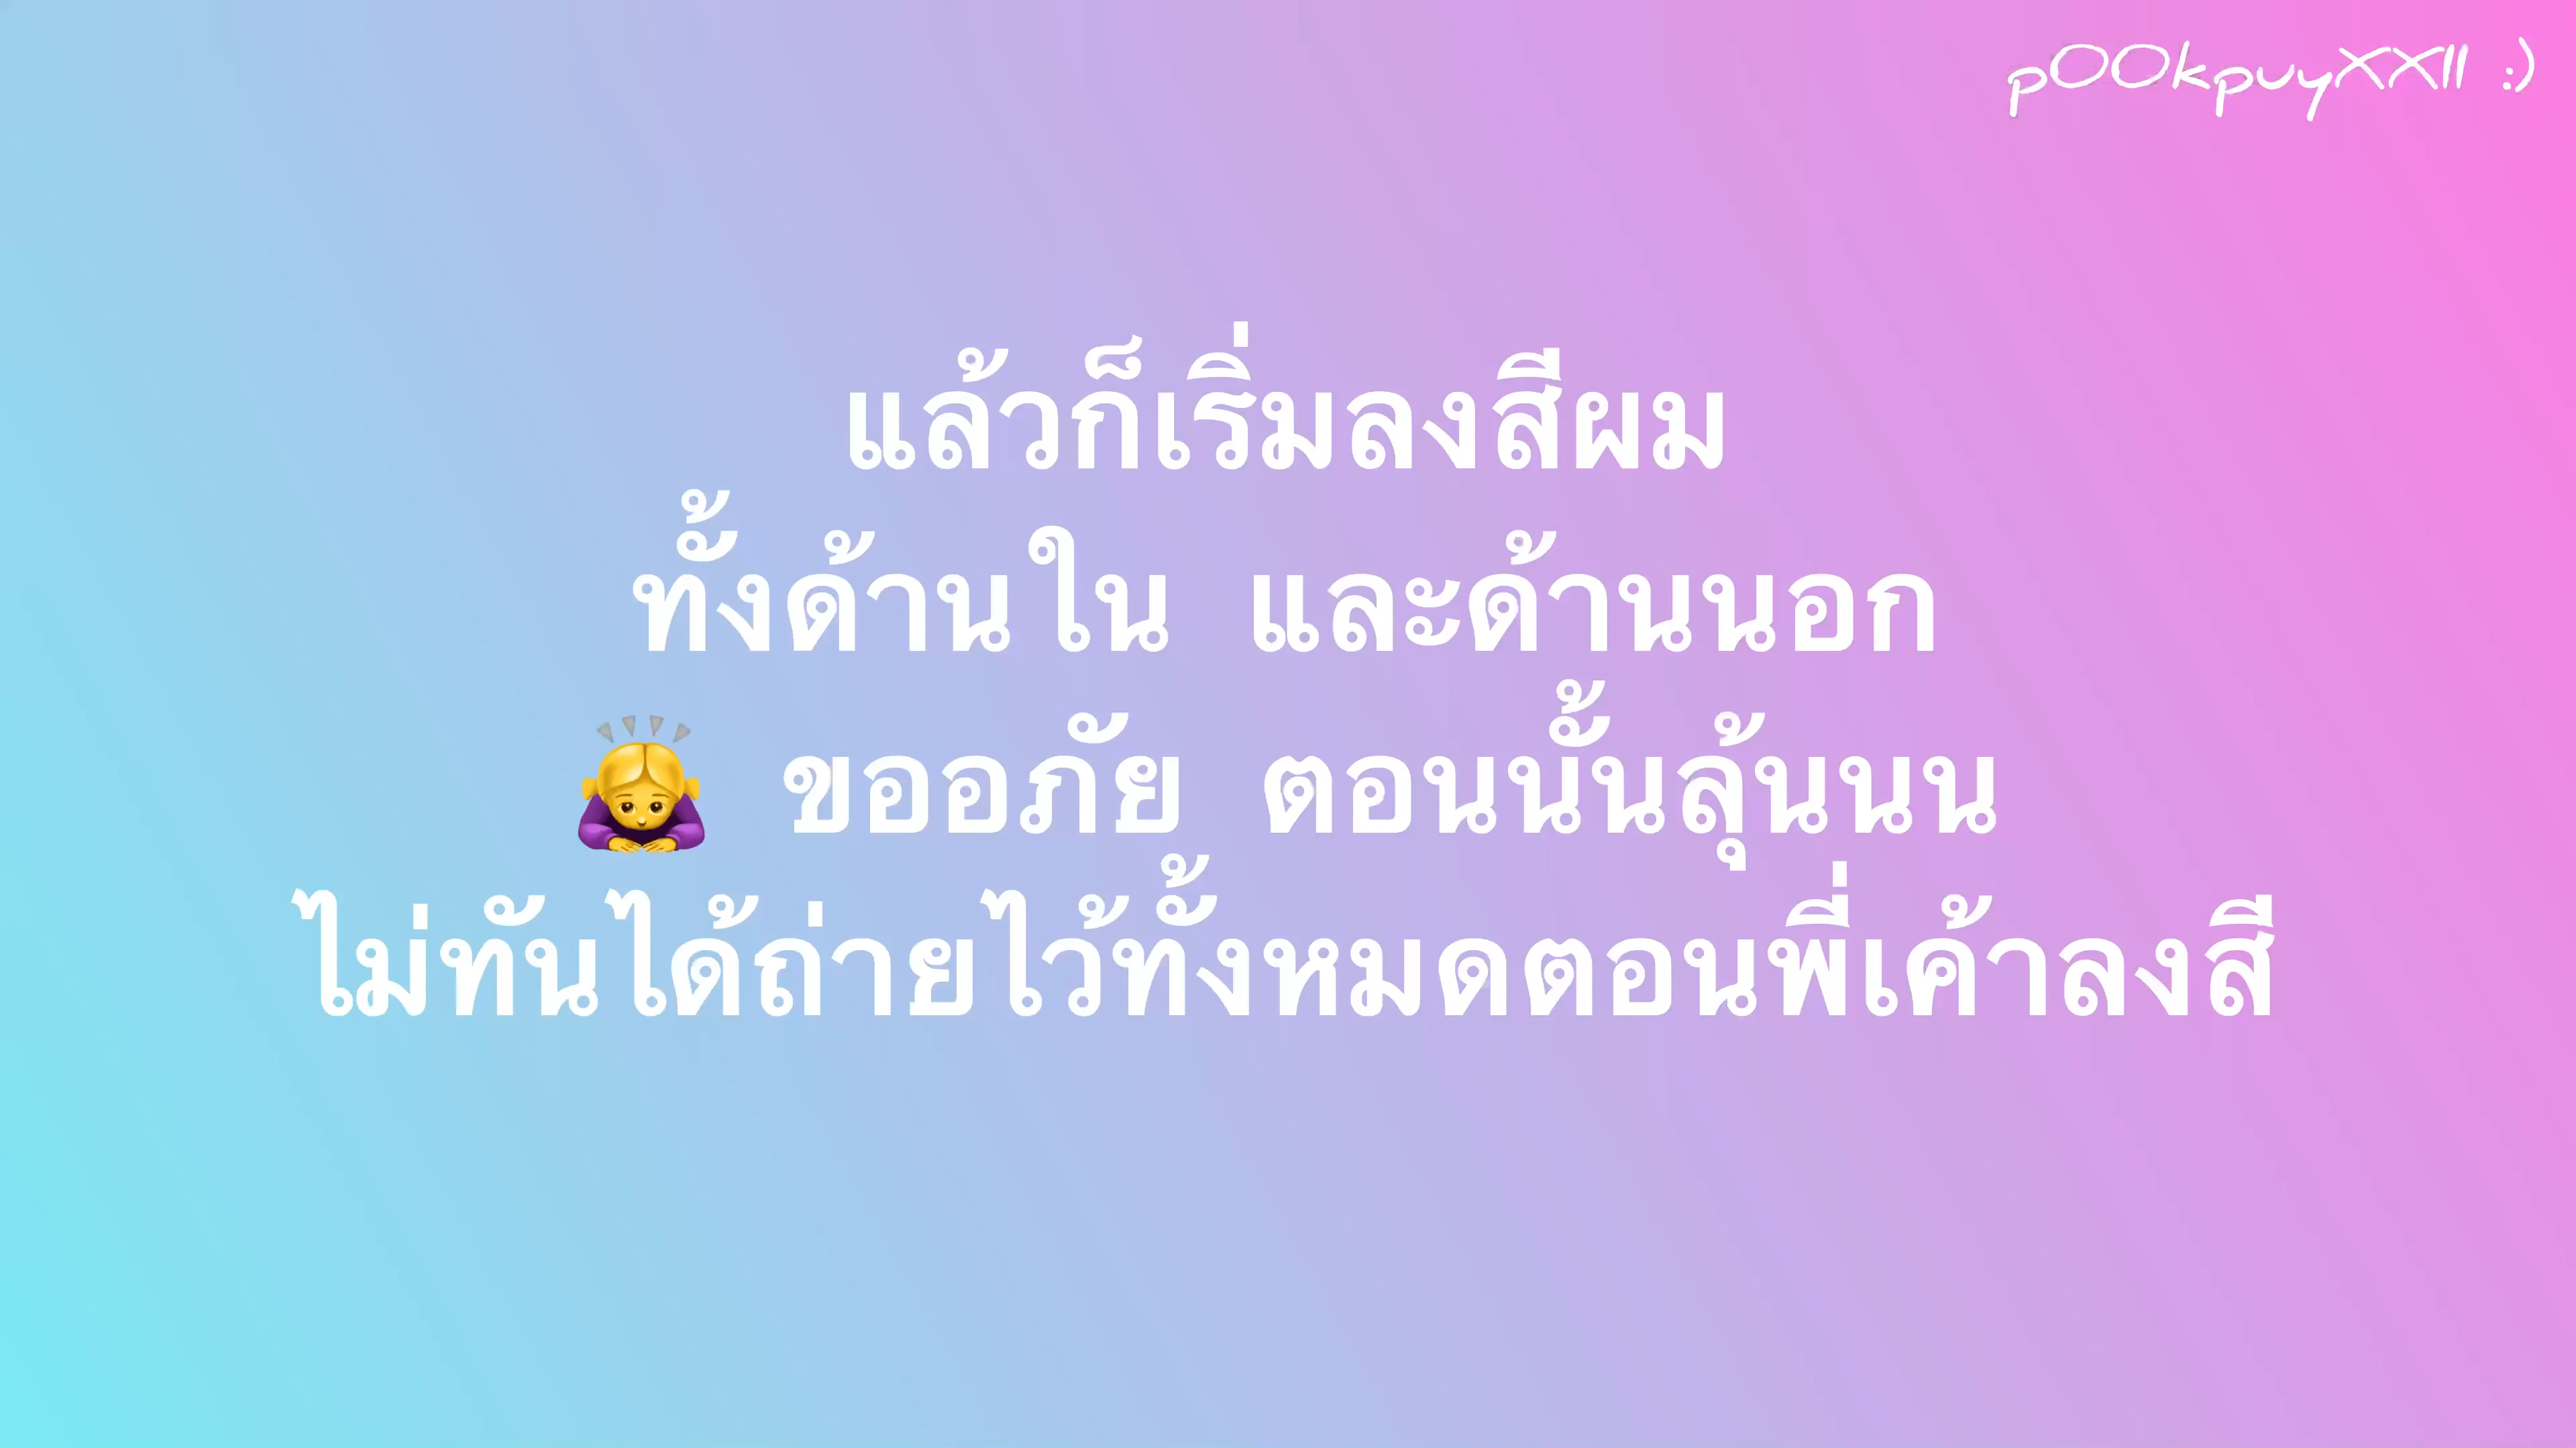 pOOkpuyXXII :)
แล้วก็เริ่มลงสีผม
ทั้งด้านใน และด้านนอก
🙇‍♀️ ขออภัย ตอนนั้นลุ้นนน
ไม่ทันได้ถ่ายไว้ทั้งหมดตอนพี่เค้าลงสี